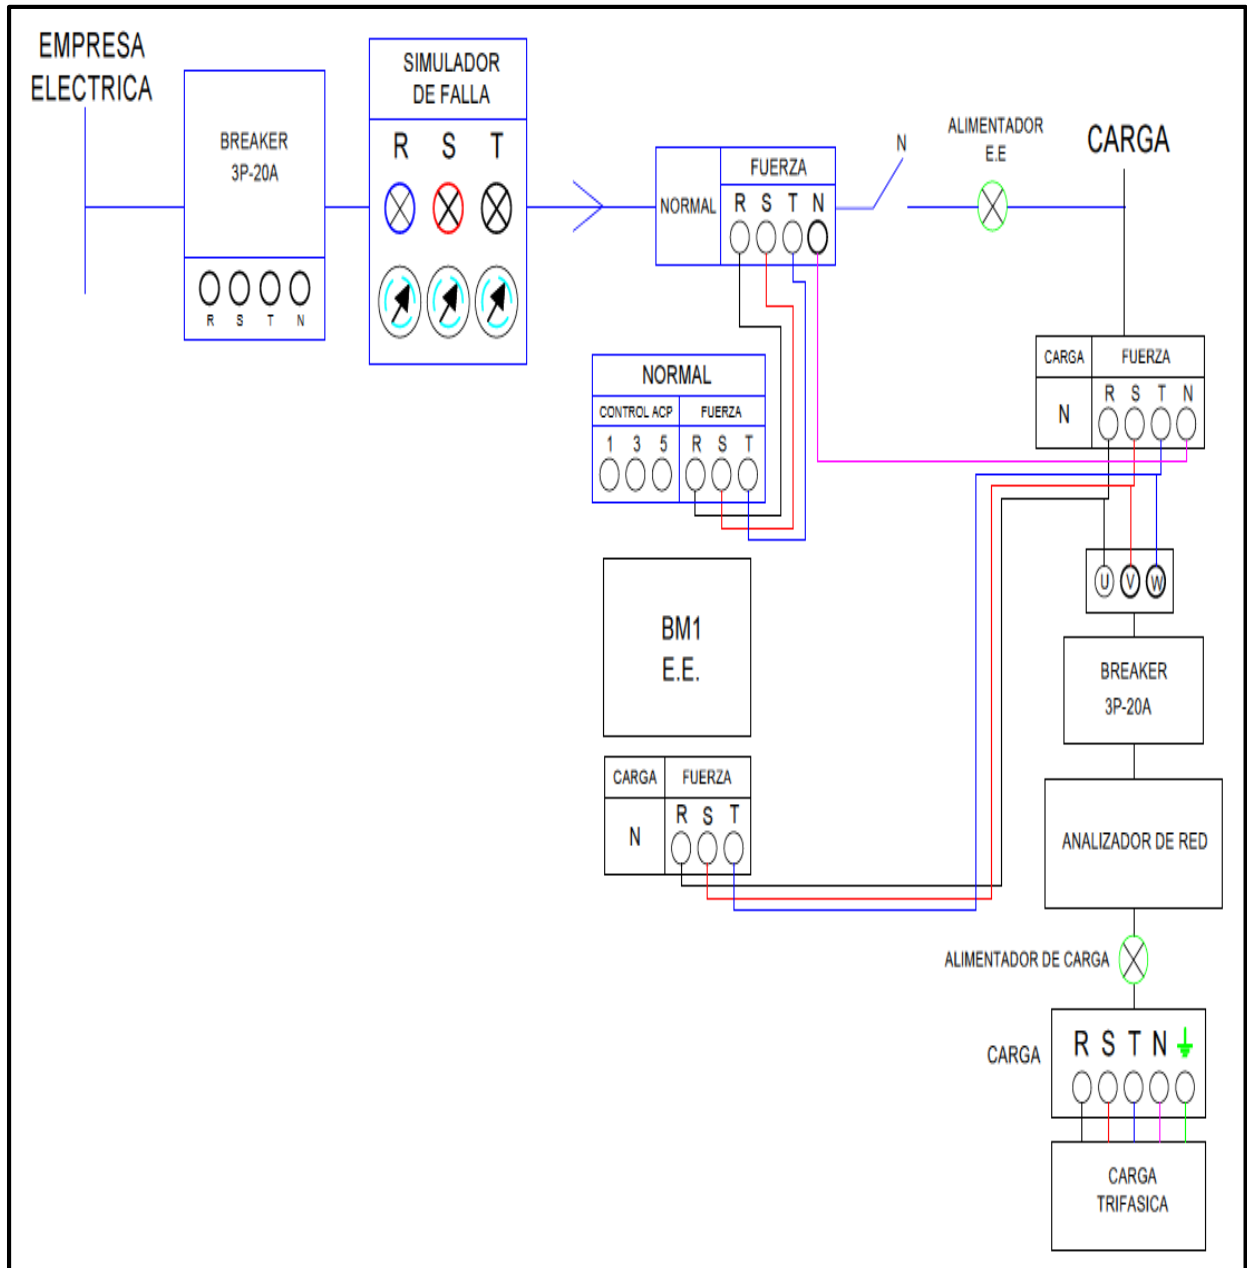 EMPRESA
ELECTRICA
BREAKER
3P-20A
R S T N
SIMULADOR
DE FALLA
R S T
NORMAL
FUERZA
R S T N
N
ALIMENTADOR
E.E
CARGA
CARGA
FUERZA
N
R S T N
NORMAL
CONTROL ACP
FUERZA
1 3 5
R S T
U V W
BM1
E.E.
BREAKER
3P-20A
CARGA
FUERZA
N
R S T
ANALIZADOR DE RED
ALIMENTADOR DE CARGA
CARGA
R S T N
CARGA
TRIFASICA